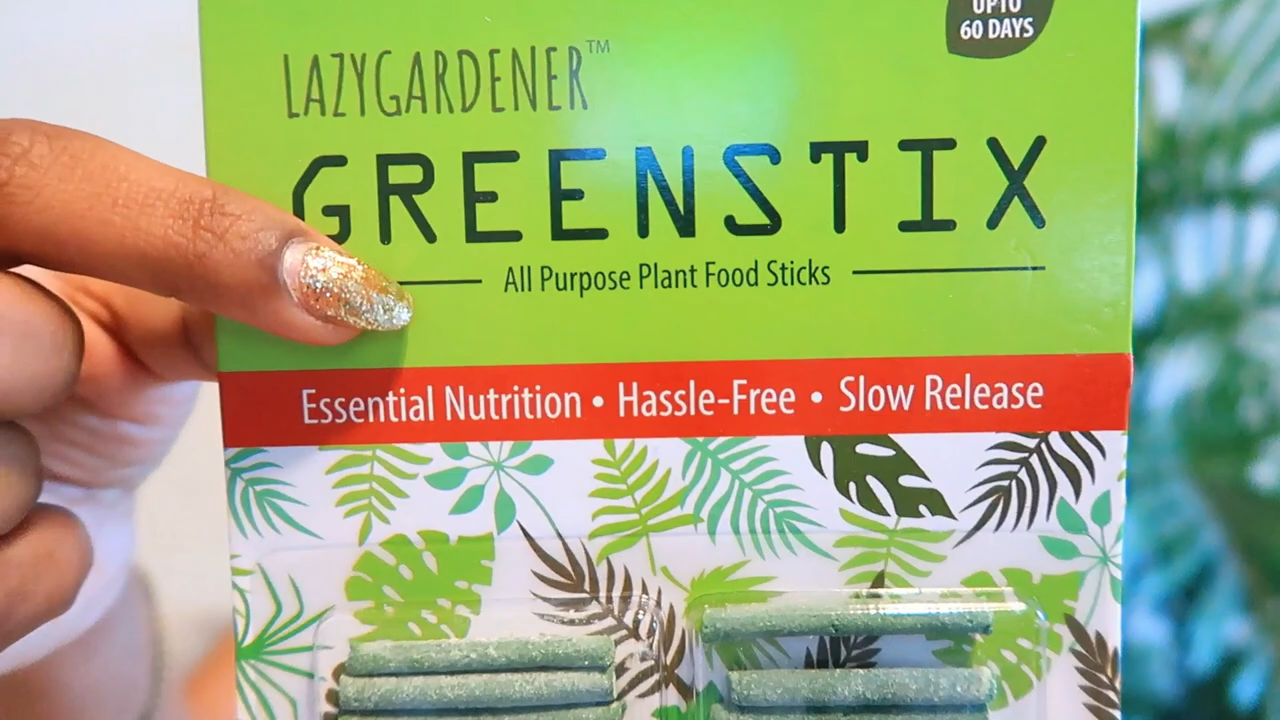 UPTO
60 DAYS
LAZYGARDENER™
GREENSTIX
All Purpose Plant Food Sticks
Essential Nutrition • Hassle-Free • Slow Release